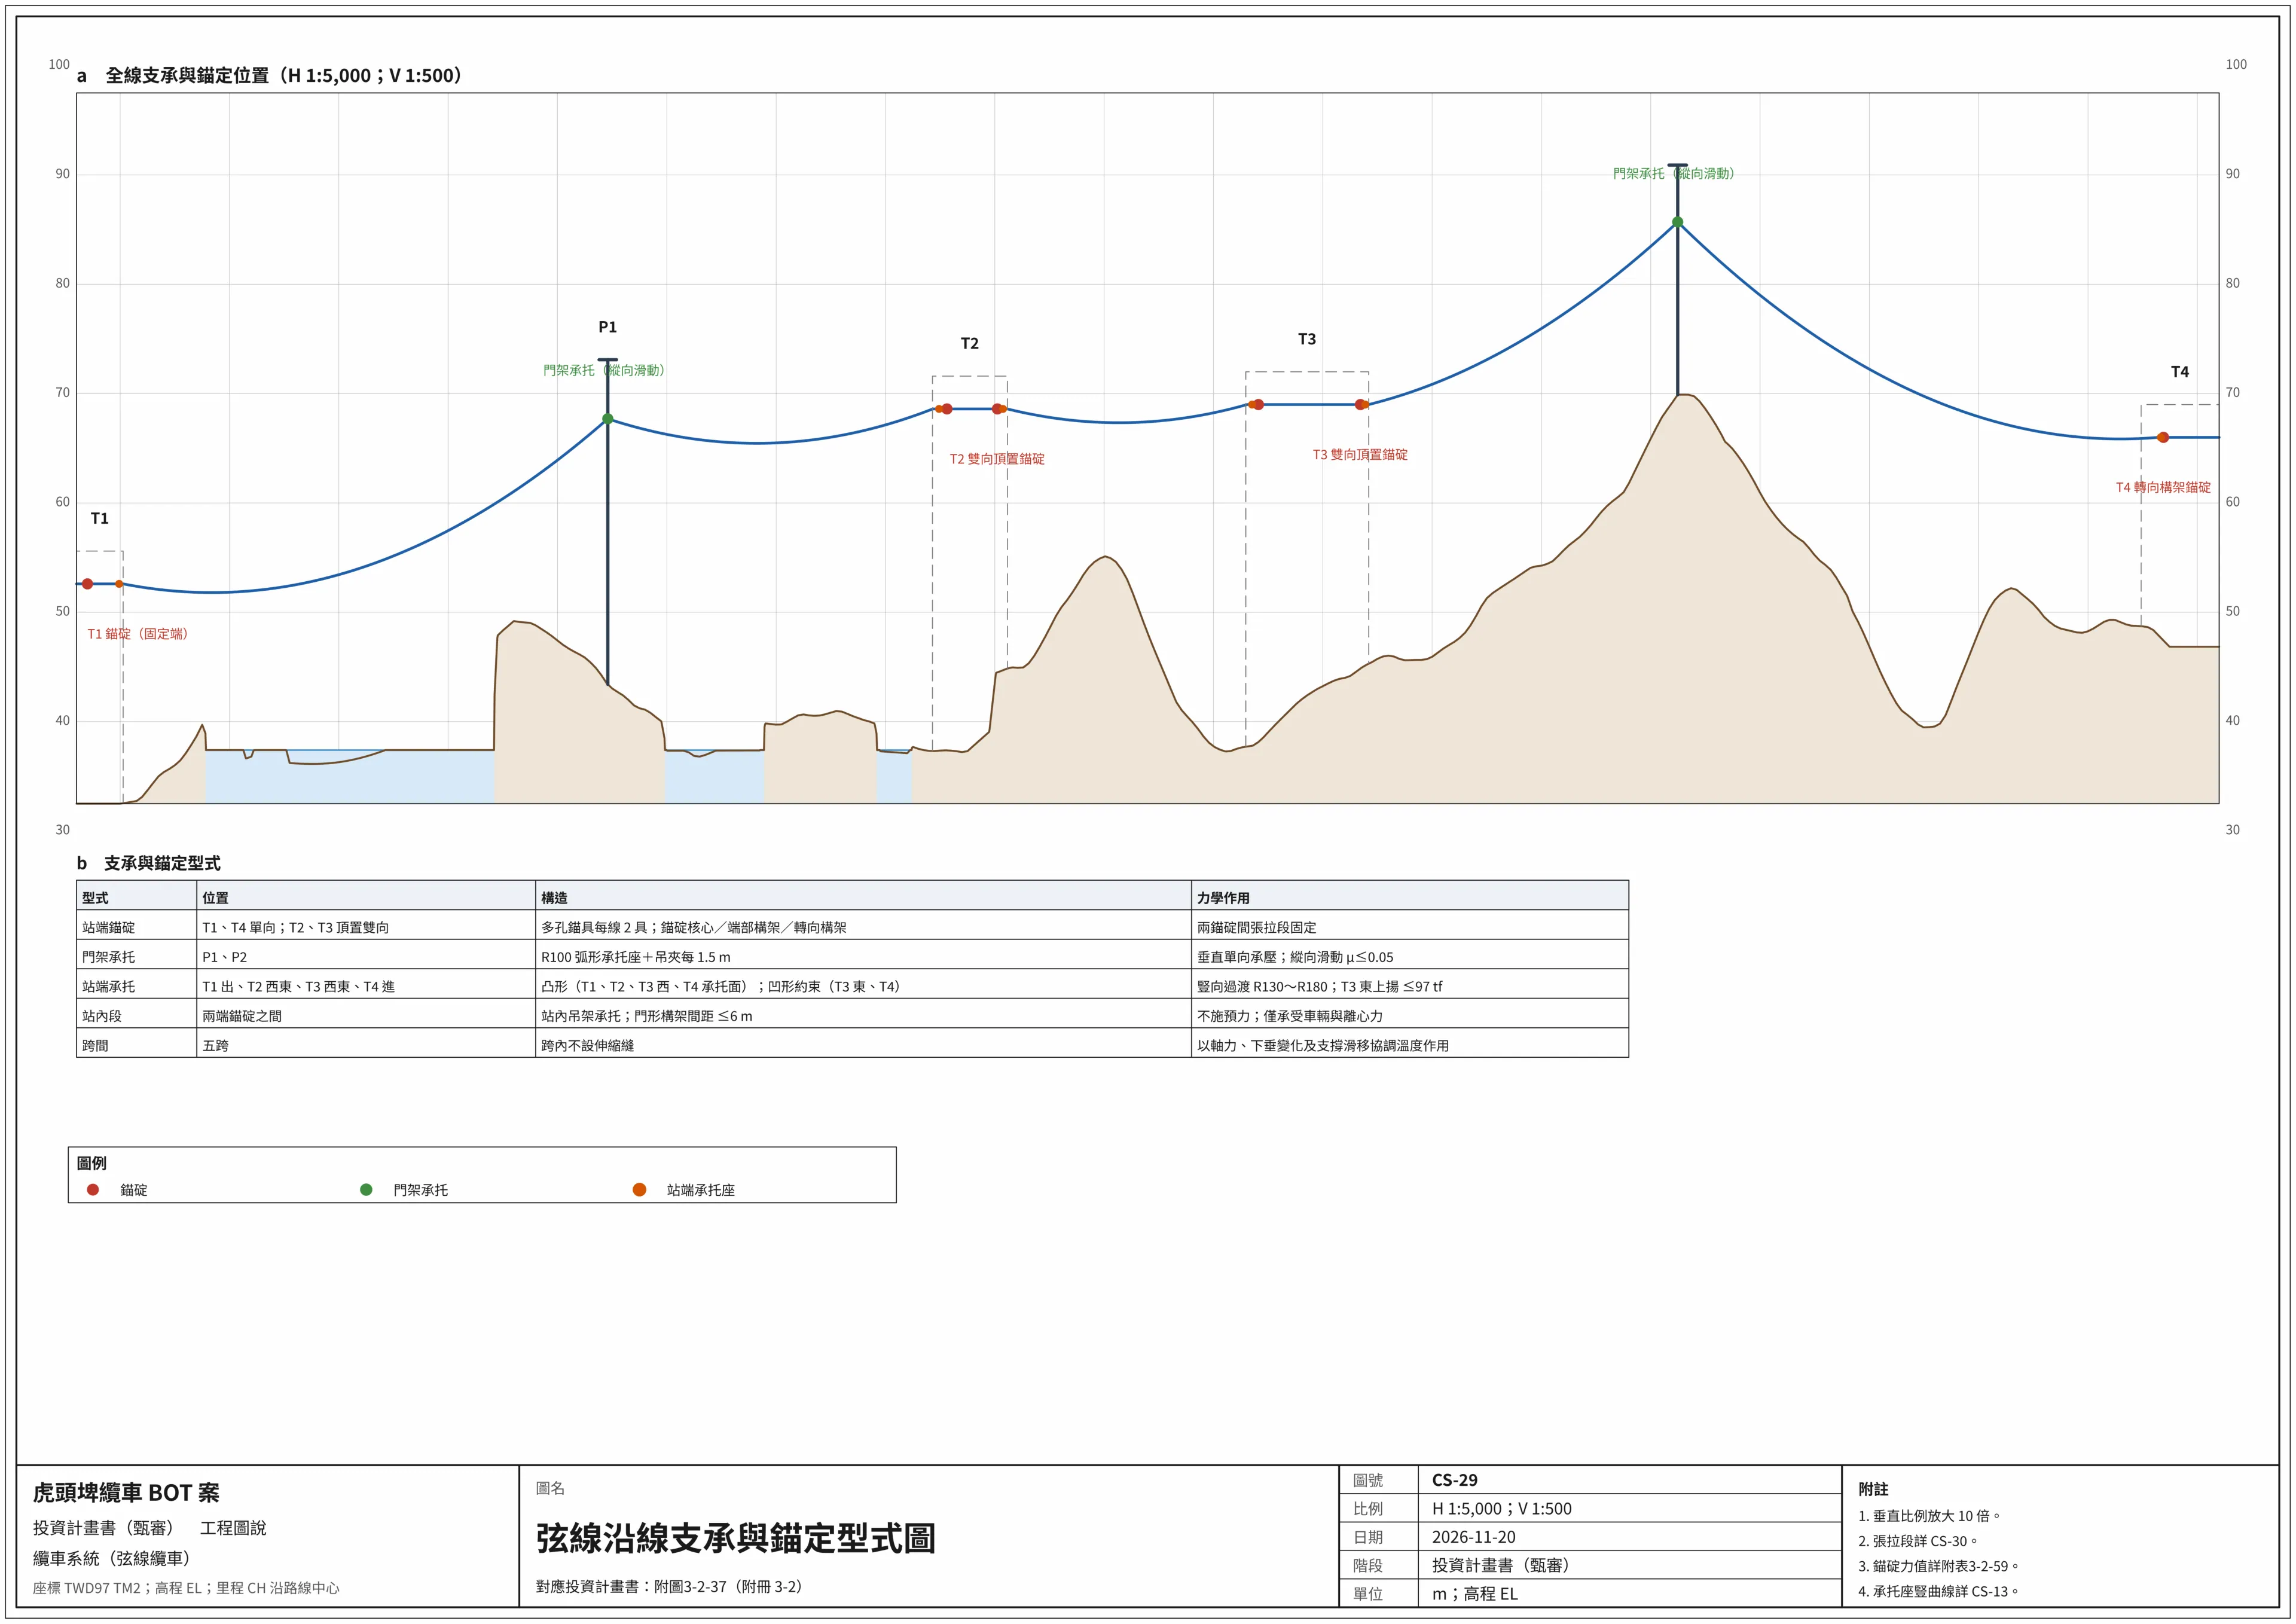 100
a 全線支承與錨定位置（H 1:5,000；V 1:500）
100
90
門架承托（縱向滑動）
90
80
80
P1
T2
T3
T4
門架承托（縱向滑動）
70
70
T2 雙向頂置錨碇
T3 雙向頂置錨碇
T4 轉向構架錨碇
60
60
T1
50
50
T1 錨碇（固定端）
40
40
30
30
b 支承與錨定型式
型式 位置 構造 力學作用
站端錨碇 T1、T4 單向；T2、T3 頂置雙向 多孔錨具每線 2 具；錨碇核心／端部構架／轉向構架 兩錨碇間張拉段固定
門架承托 P1、P2 R100 弧形承托座＋吊夾每 1.5 m 垂直單向承壓；縱向滑動 μ≤0.05
站端承托 T1 出、T2 西東、T3 西東、T4 進 凸形（T1、T2、T3 西、T4 承托面）；凹形約束（T3 東、T4） 豎向過渡 R130～R180；T3 東上揚 ≤97 tf
站內段 兩端錨碇之間 站內吊架承托；門形構架間距 ≤6 m 不施預力；僅承受車輛與離心力
跨間 五跨 跨內不設伸縮縫 以軸力、下垂變化及支撐滑移協調溫度作用
圖例
錨碇 門架承托 站端承托座
虎頭埤纜車 BOT 案
投資計畫書（甄審） 工程圖說
纜車系統（弦線纜車）
座標 TWD97 TM2；高程 EL；里程 CH 沿路線中心
圖名
弦線沿線支承與錨定型式圖
對應投資計畫書：附圖3-2-37（附冊 3-2）
圖號 CS-29
比例 H 1:5,000；V 1:500
日期 2026-11-20
階段 投資計畫書（甄審）
單位 m；高程 EL
附註
1. 垂直比例放大 10 倍。
2. 張拉段詳 CS-30。
3. 錨碇力值詳附表3-2-59。
4. 承托座豎曲線詳 CS-13。